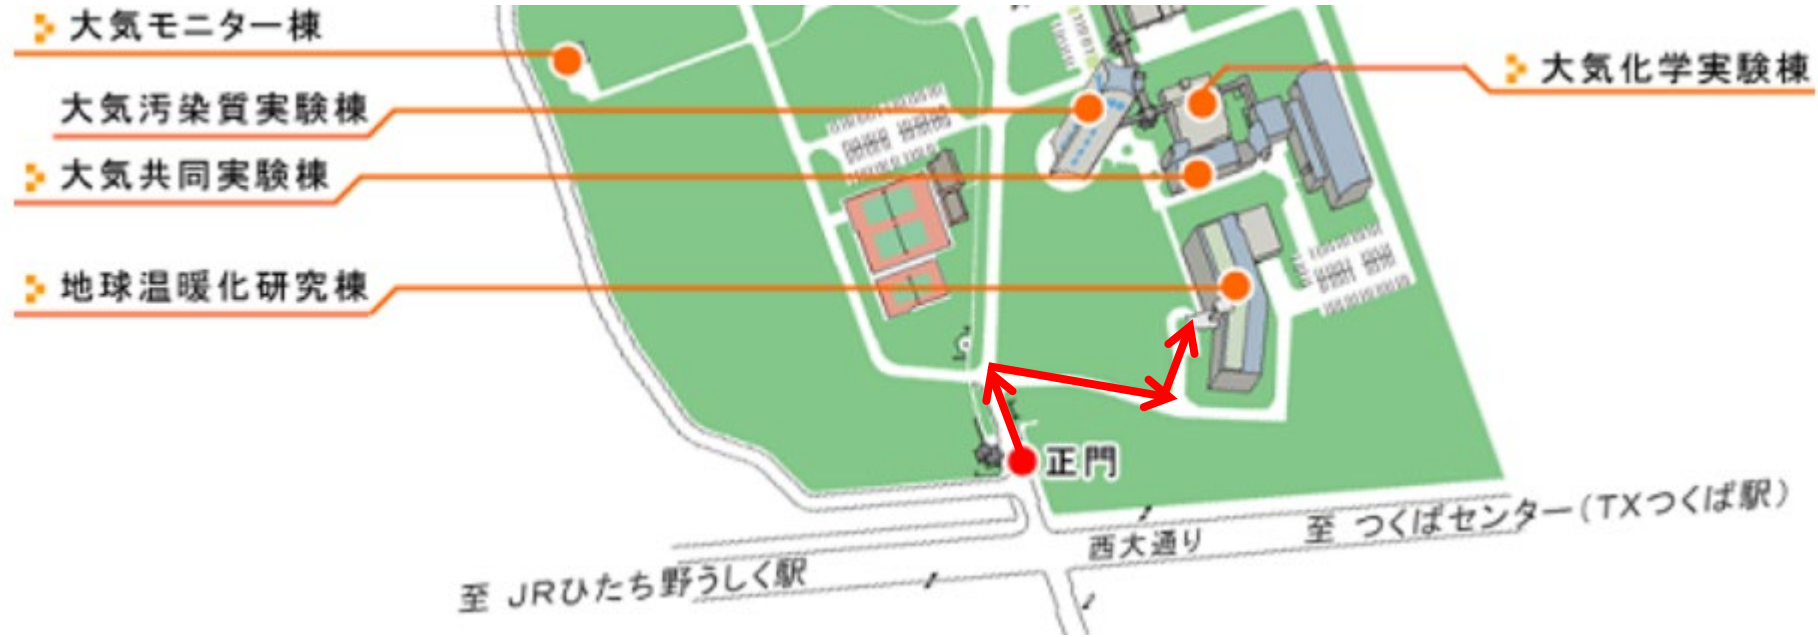 大気モニター棟
大気化学実験棟
大気汚染質実験棟
大気共同実験棟
地球温暖化研究棟
正門
至 つくばセンター(TXつくば駅)
西大通り
至 JRひたち野うしく駅